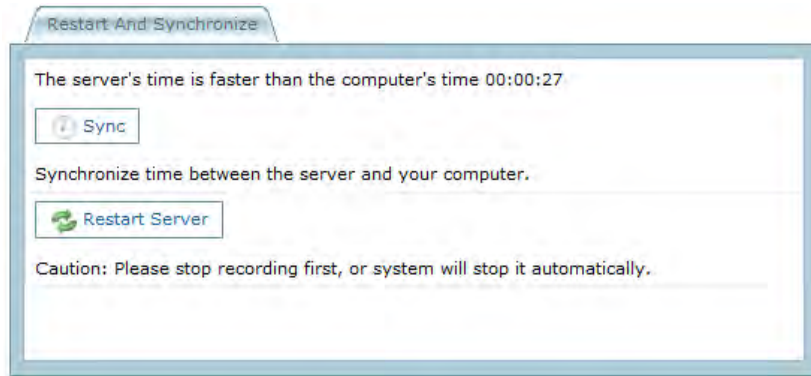 Restart And Synchronize
The server's time is faster than the computer's time 00:00:27
Sync
Synchronize time between the server and your computer.
Restart Server
Caution: Please stop recording first, or system will stop it automatically.